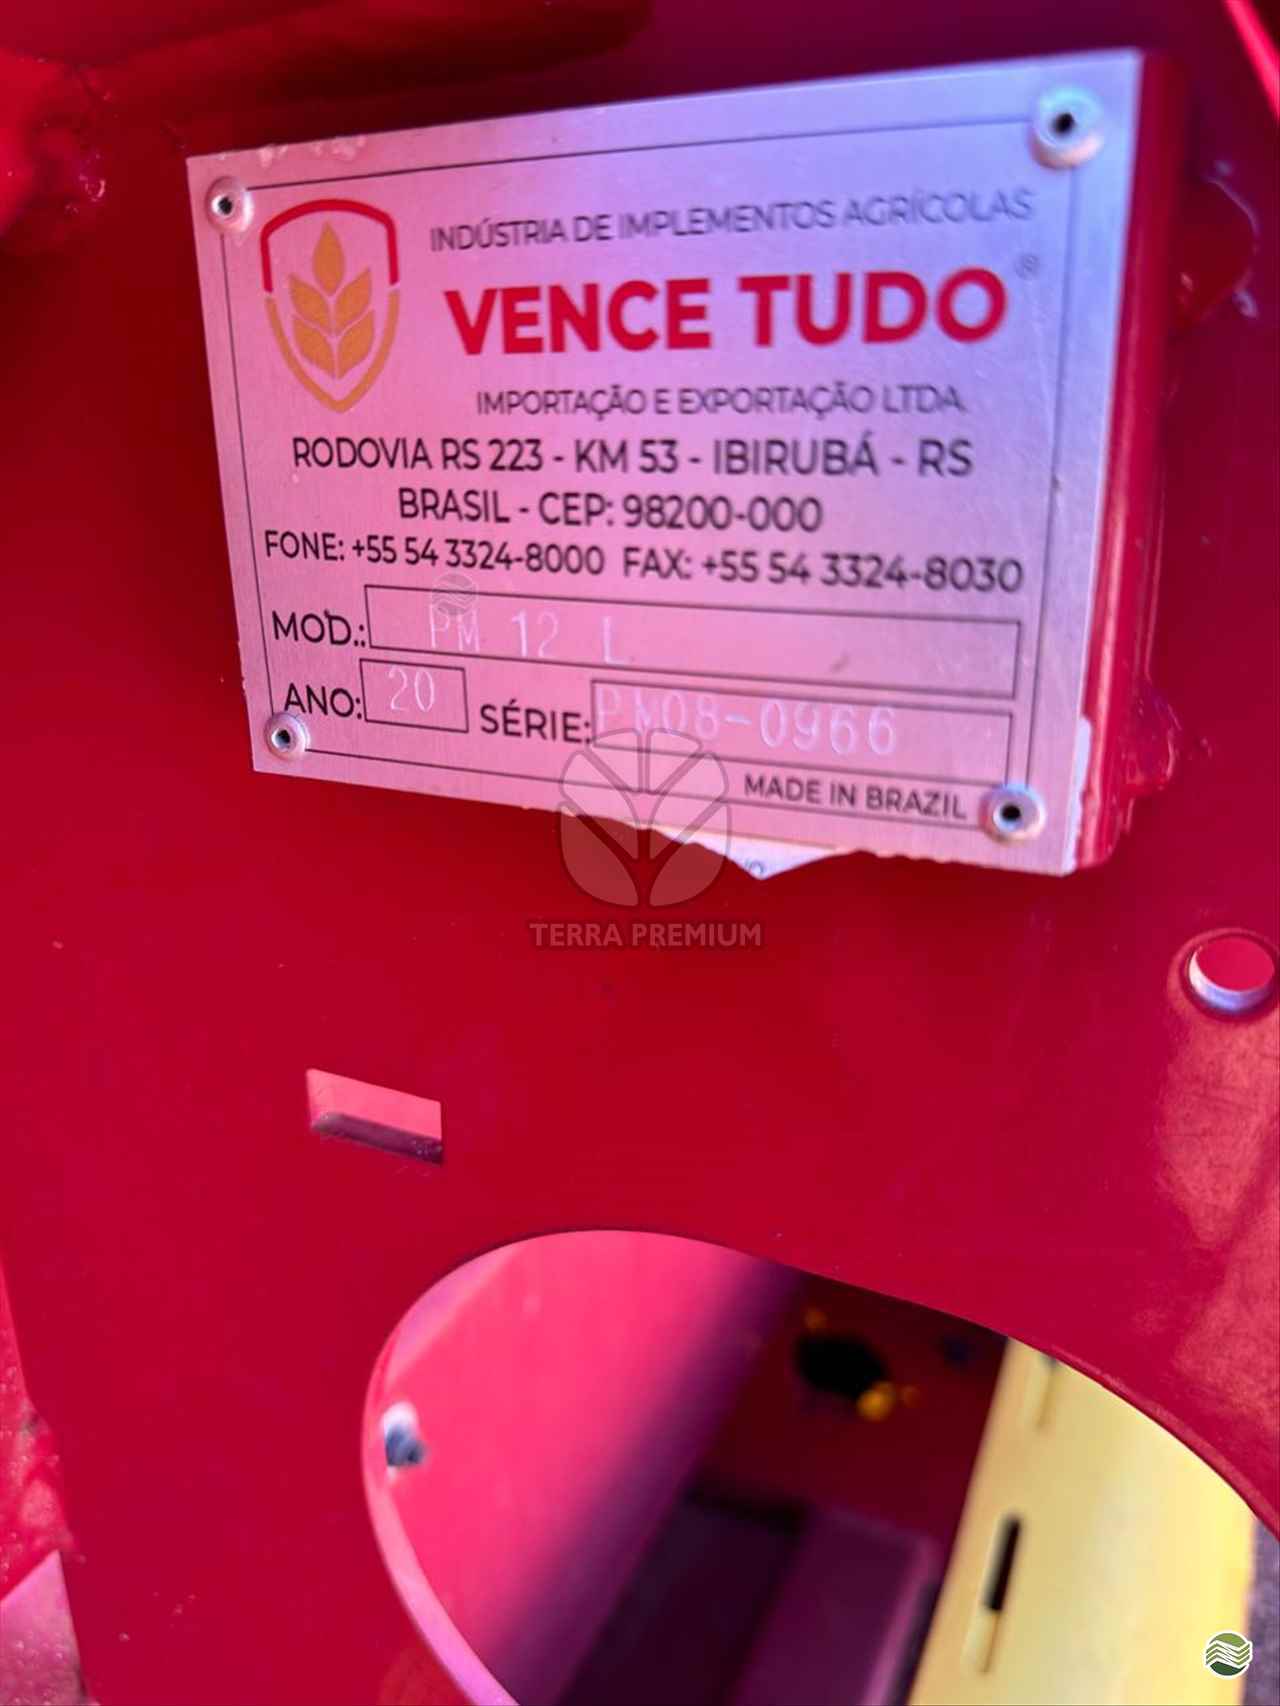 INDÚSTRIA DE IMPLEMENTOS AGRÍCOLAS
VENCE TUDO®
IMPORTAÇÃO E EXPORTAÇÃO LTDA
RODOVIA RS 223 - KM 53 - IBIRUBÁ - RS
BRASIL - CEP: 98200-000
FONE: +55 54 3324-8000 FAX: +55 54 3324-8030
MOD.: PM 12 L
ANO: 20 SÉRIE: PM08-0966
MADE IN BRAZIL
TERRA PREMIUM